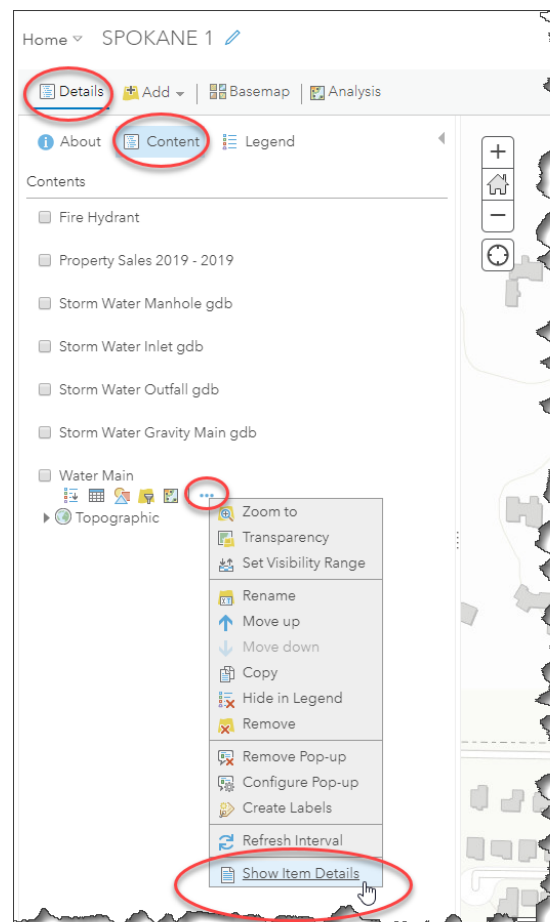 Home SPOKANE 1
Details Add Basemap Analysis
About Content Legend
Contents
Fire Hydrant
Property Sales 2019 - 2019
Storm Water Manhole gdb
Storm Water Inlet gdb
Storm Water Outfall gdb
Storm Water Gravity Main gdb
Water Main
Topographic
Zoom to
Transparency
Set Visibility Range
Rename
Move up
Move down
Copy
Hide in Legend
Remove
Remove Pop-up
Configure Pop-up
Create Labels
Refresh Interval
Show Item Details